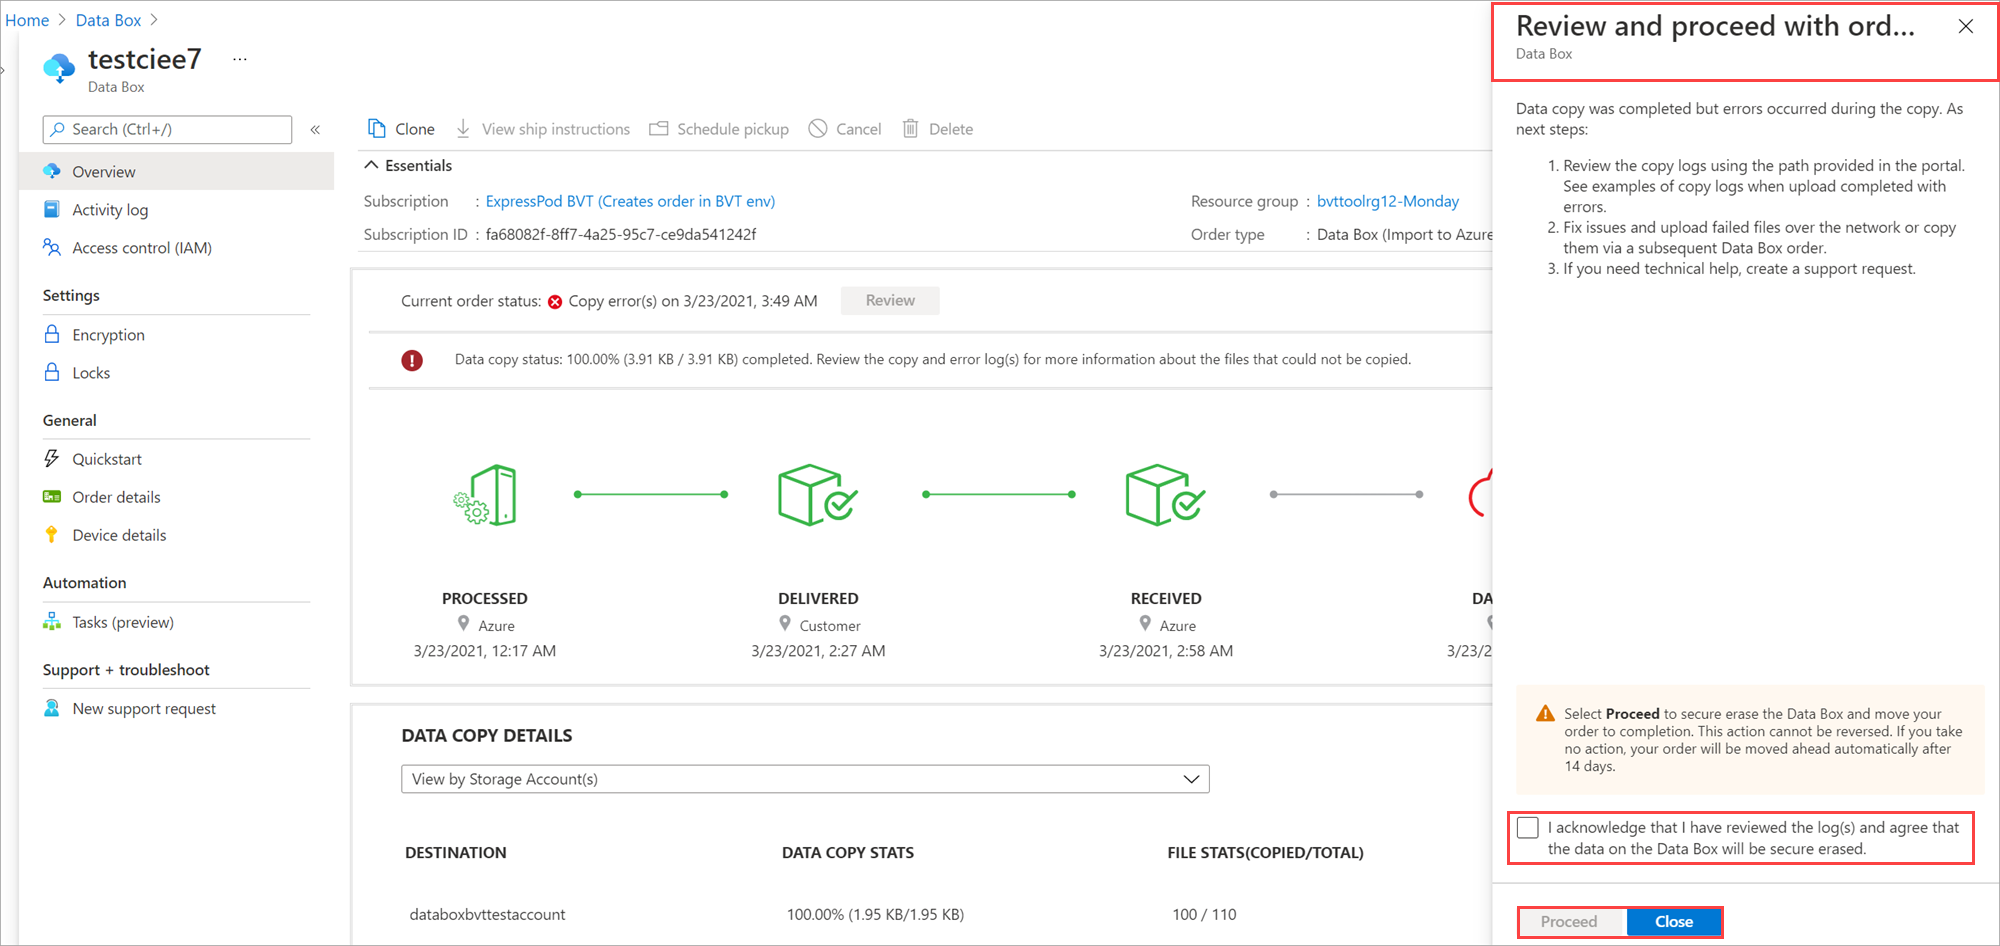 Home > Data Box >
testciee7 ...
Data Box
Search (Ctrl+/) «
Overview
Activity log
Access control (IAM)
Settings
Encryption
Locks
General
Quickstart
Order details
Device details
Automation
Tasks (preview)
Support + troubleshoot
New support request
Clone View ship instructions Schedule pickup Cancel Delete
Essentials
Subscription : ExpressPod BVT (Creates order in BVT env) Resource group : bvttoolrg12-Monday
Subscription ID : fa68082f-8ff7-4a25-95c7-ce9da541242f Order type : Data Box (Import to Azure
Current order status: Copy error(s) on 3/23/2021, 3:49 AM Review
Data copy status: 100.00% (3.91 KB / 3.91 KB) completed. Review the copy and error log(s) for more information about the files that could not be copied.
PROCESSED DELIVERED RECEIVED DA
Azure Customer Azure
3/23/2021, 12:17 AM 3/23/2021, 2:27 AM 3/23/2021, 2:58 AM 3/23/2
DATA COPY DETAILS
View by Storage Account(s)
DESTINATION DATA COPY STATS FILE STATS(COPIED/TOTAL)
databoxbvttestaccount 100.00% (1.95 KB/1.95 KB) 100 / 110
Review and proceed with ord...
Data Box
Data copy was completed but errors occurred during the copy. As
next steps:
1. Review the copy logs using the path provided in the portal.
See examples of copy logs when upload completed with
errors.
2. Fix issues and upload failed files over the network or copy
them via a subsequent Data Box order.
3. If you need technical help, create a support request.
Select Proceed to secure erase the Data Box and move your
order to completion. This action cannot be reversed. If you take
no action, your order will be moved ahead automatically after
14 days.
I acknowledge that I have reviewed the log(s) and agree that
the data on the Data Box will be secure erased.
Proceed Close